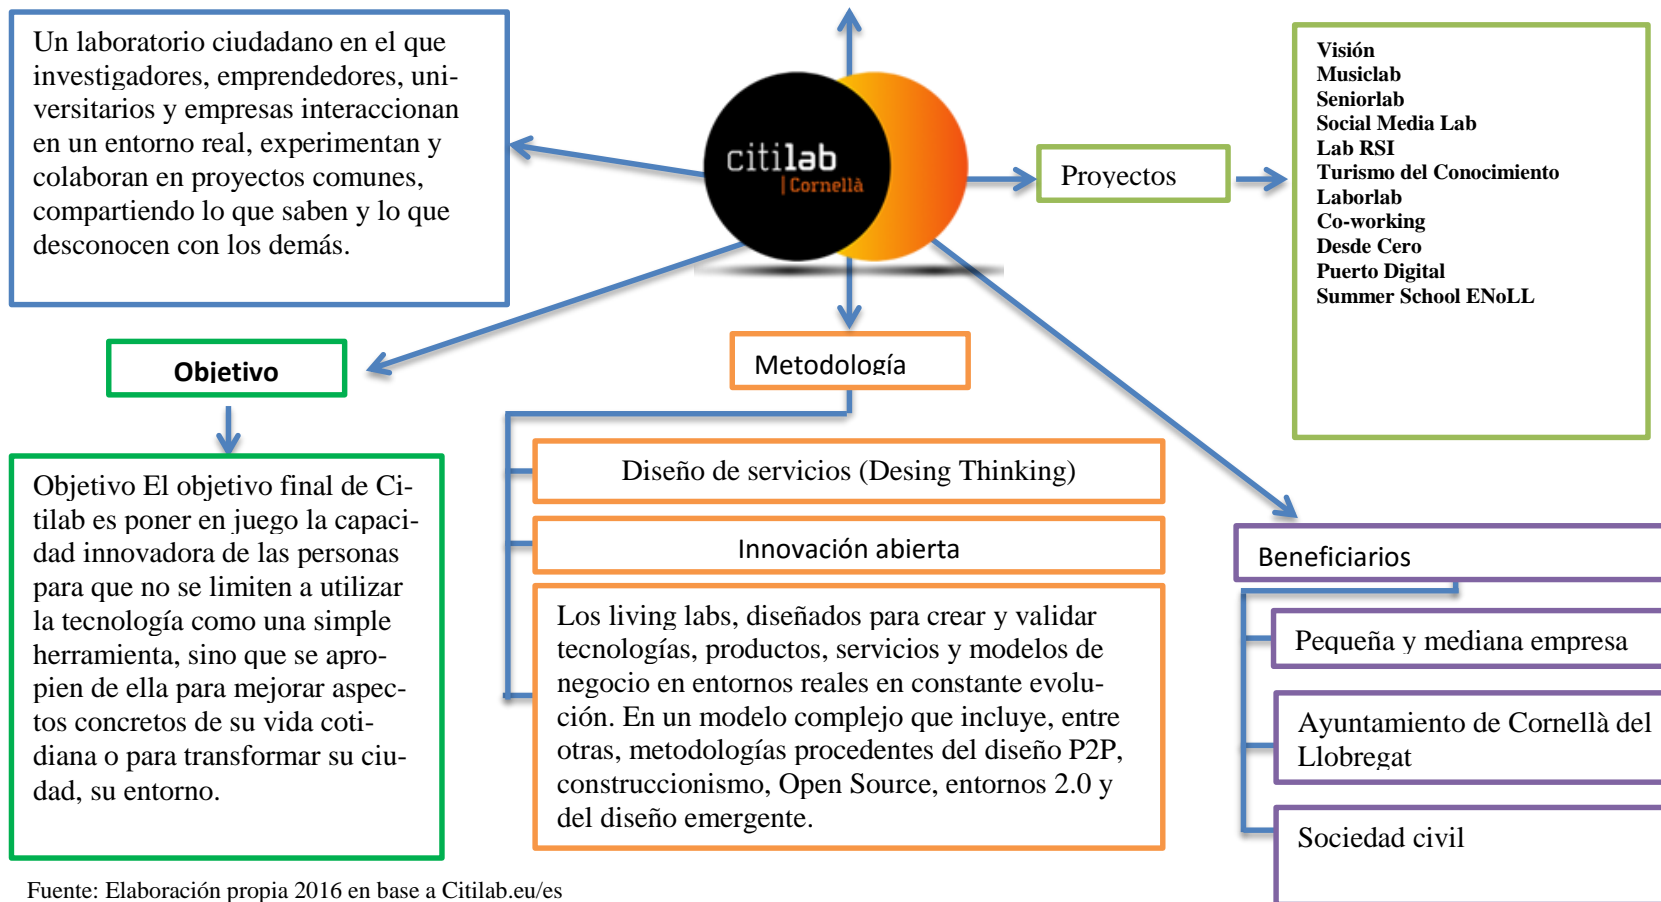 Un laboratorio ciudadano en el que
investigadores, emprendedores, uni-
versitarios y empresas interaccionan
en un entorno real, experimentan y
colaboran en proyectos comunes,
compartiendo lo que saben y lo que
desconocen con los demás.
citilab
|Cornellà
Proyectos
Visión
Musiclab
Seniorlab
Social Media Lab
Lab RSI
Turismo del Conocimiento
Laborlab
Co-working
Desde Cero
Puerto Digital
Summer School ENoLL
Objetivo
Objetivo El objetivo final de Ci-
tilab es poner en juego la capaci-
dad innovadora de las personas
para que no se limiten a utilizar
la tecnología como una simple
herramienta, sino que se apro-
pien de ella para mejorar aspec-
tos concretos de su vida coti-
diana o para transformar su ciu-
dad, su entorno.
Metodología
Diseño de servicios (Desing Thinking)
Innovación abierta
Los living labs, diseñados para crear y validar
tecnologías, productos, servicios y modelos de
negocio en entornos reales en constante evolu-
ción. En un modelo complejo que incluye, entre
otras, metodologías procedentes del diseño P2P,
construccionismo, Open Source, entornos 2.0 y
del diseño emergente.
Beneficiarios
Pequeña y mediana empresa
Ayuntamiento de Cornellà del
Llobregat
Sociedad civil
Fuente: Elaboración propia 2016 en base a Citilab.eu/es